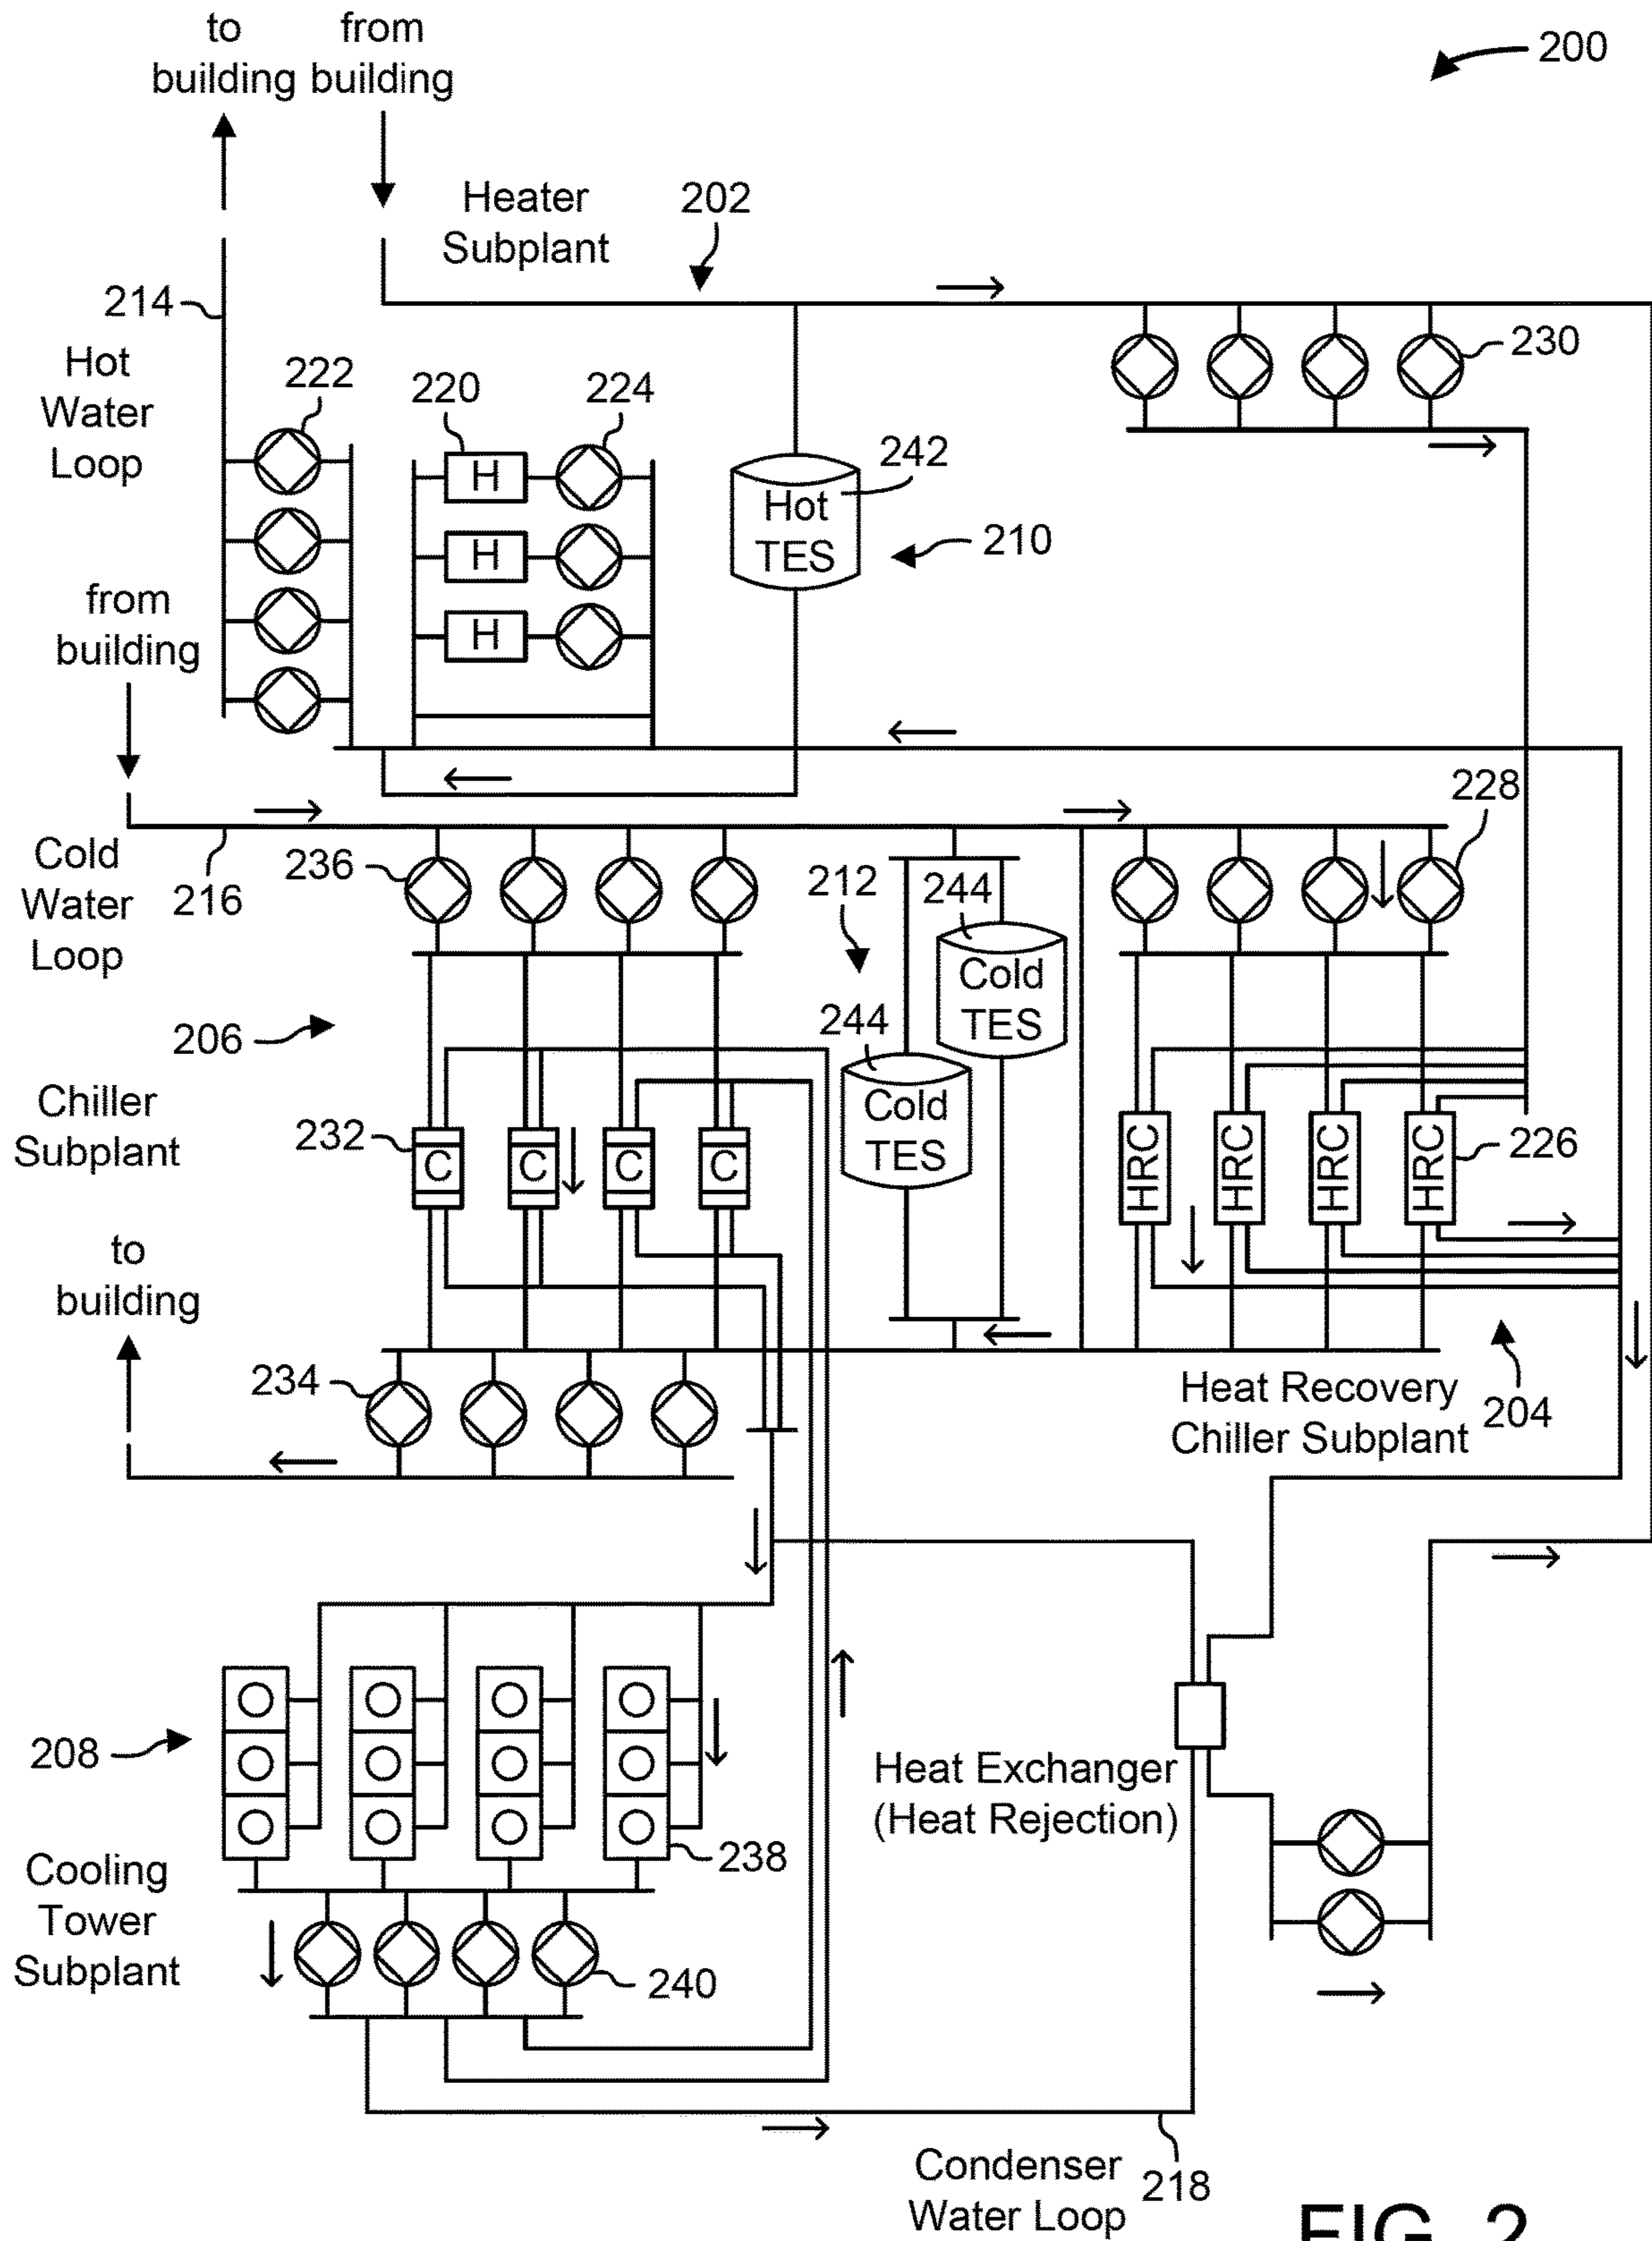 to
building
from
building
200
Heater
Subplant
202
214
Hot
Water
Loop
222
220
224
230
H
H
H
Hot
TES
242
210
from
building
228
Cold
Water
Loop
216
236
212
244
Cold
TES
244
Cold
TES
206
Chiller
Subplant
232
C
C
C
C
HRC
HRC
HRC
HRC
226
to
building
234
Heat Recovery
Chiller Subplant
204
208
Heat Exchanger
(Heat Rejection)
238
Cooling
Tower
Subplant
240
Condenser
Water Loop
218
FIG. 2